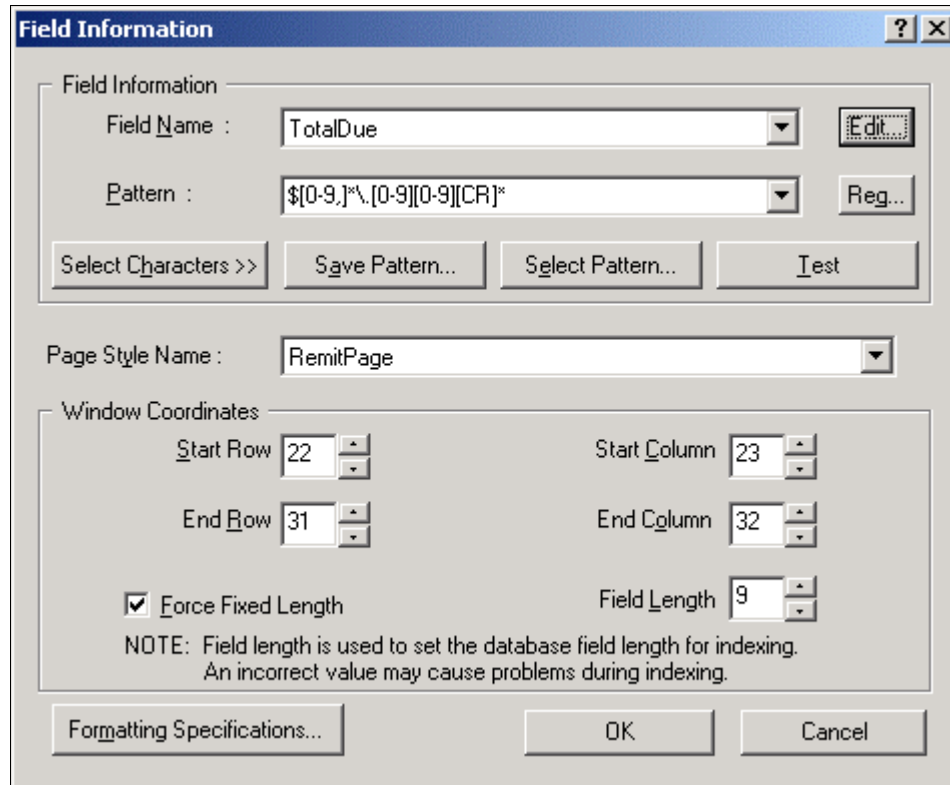 Field Information
Field Information
Field Name : TotalDue Edit...
Pattern : $[0-9,]*\.[0-9][0-9][CR]* Reg...
Select Characters >> Save Pattern... Select Pattern... Test
Page Style Name : RemitPage
Window Coordinates
Start Row 22 Start Column 23
End Row 31 End Column 32
Force Fixed Length Field Length 9
NOTE: Field length is used to set the database field length for indexing.
An incorrect value may cause problems during indexing.
Formatting Specifications... OK Cancel